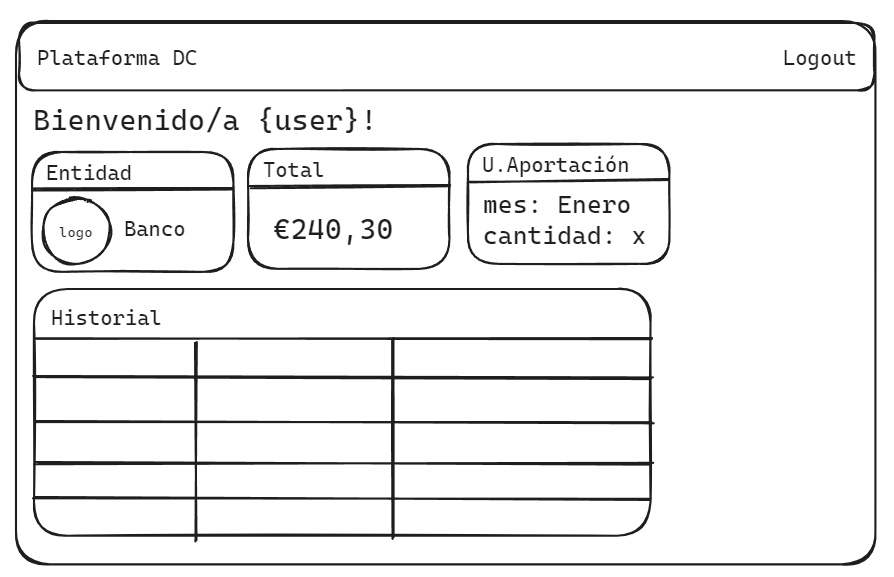 Plataforma DC
Logout
Bienvenido/a {user}!
Entidad
logo
Banco
Total
€240,30
U.Aportación
mes: Enero
cantidad: x
Historial